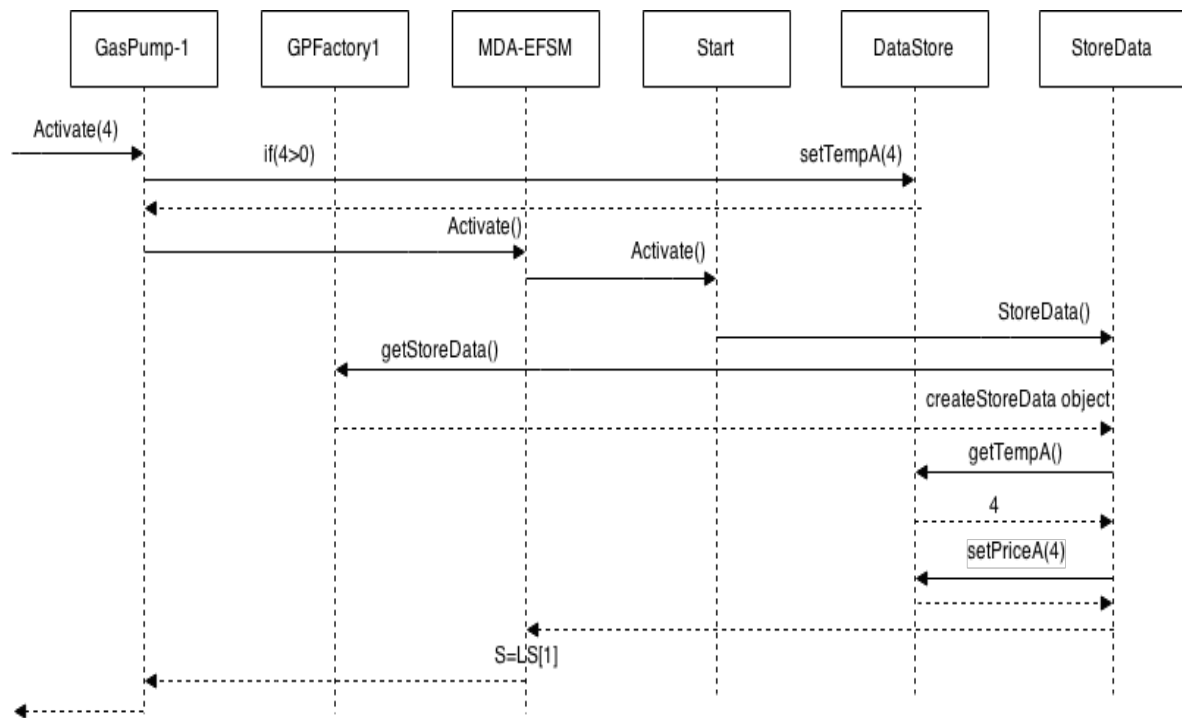 GasPump-1
GPFactory1
MDA-EFSM
Start
DataStore
StoreData
Activate(4)
if(4>0)
setTempA(4)
Activate()
Activate()
StoreData()
getStoreData()
createStoreData object
getTempA()
4
setPriceA(4)
S=LS[1]